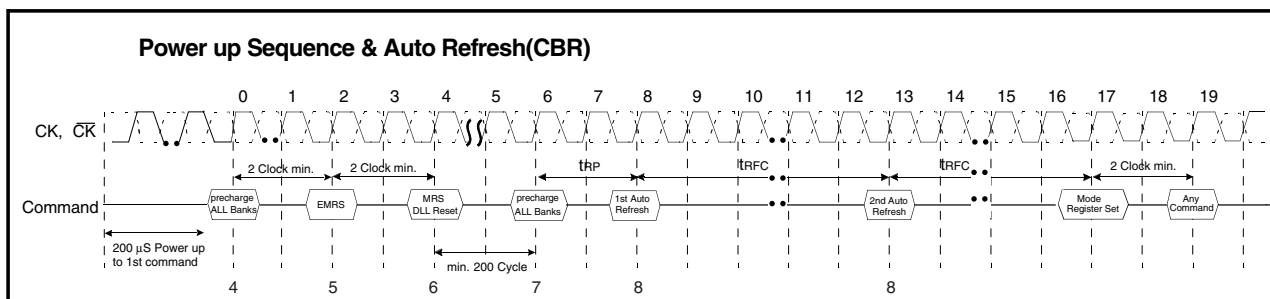 Power up Sequence & Auto Refresh(CBR)
0 1 2 3 4 5 6 7 8 9 10 11 12 13 14 15 16 17 18 19
CK, CK
2 Clock min. 2 Clock min. tRP tRFC tRFC 2 Clock min.
Command
precharge
ALL Banks
EMRS
MRS
DLL Reset
precharge
ALL Banks
1st Auto
Refresh
2nd Auto
Refresh
Mode
Register Set
Any
Command
200 μS Power up
to 1st command
min. 200 Cycle
4 5 6 7 8 8